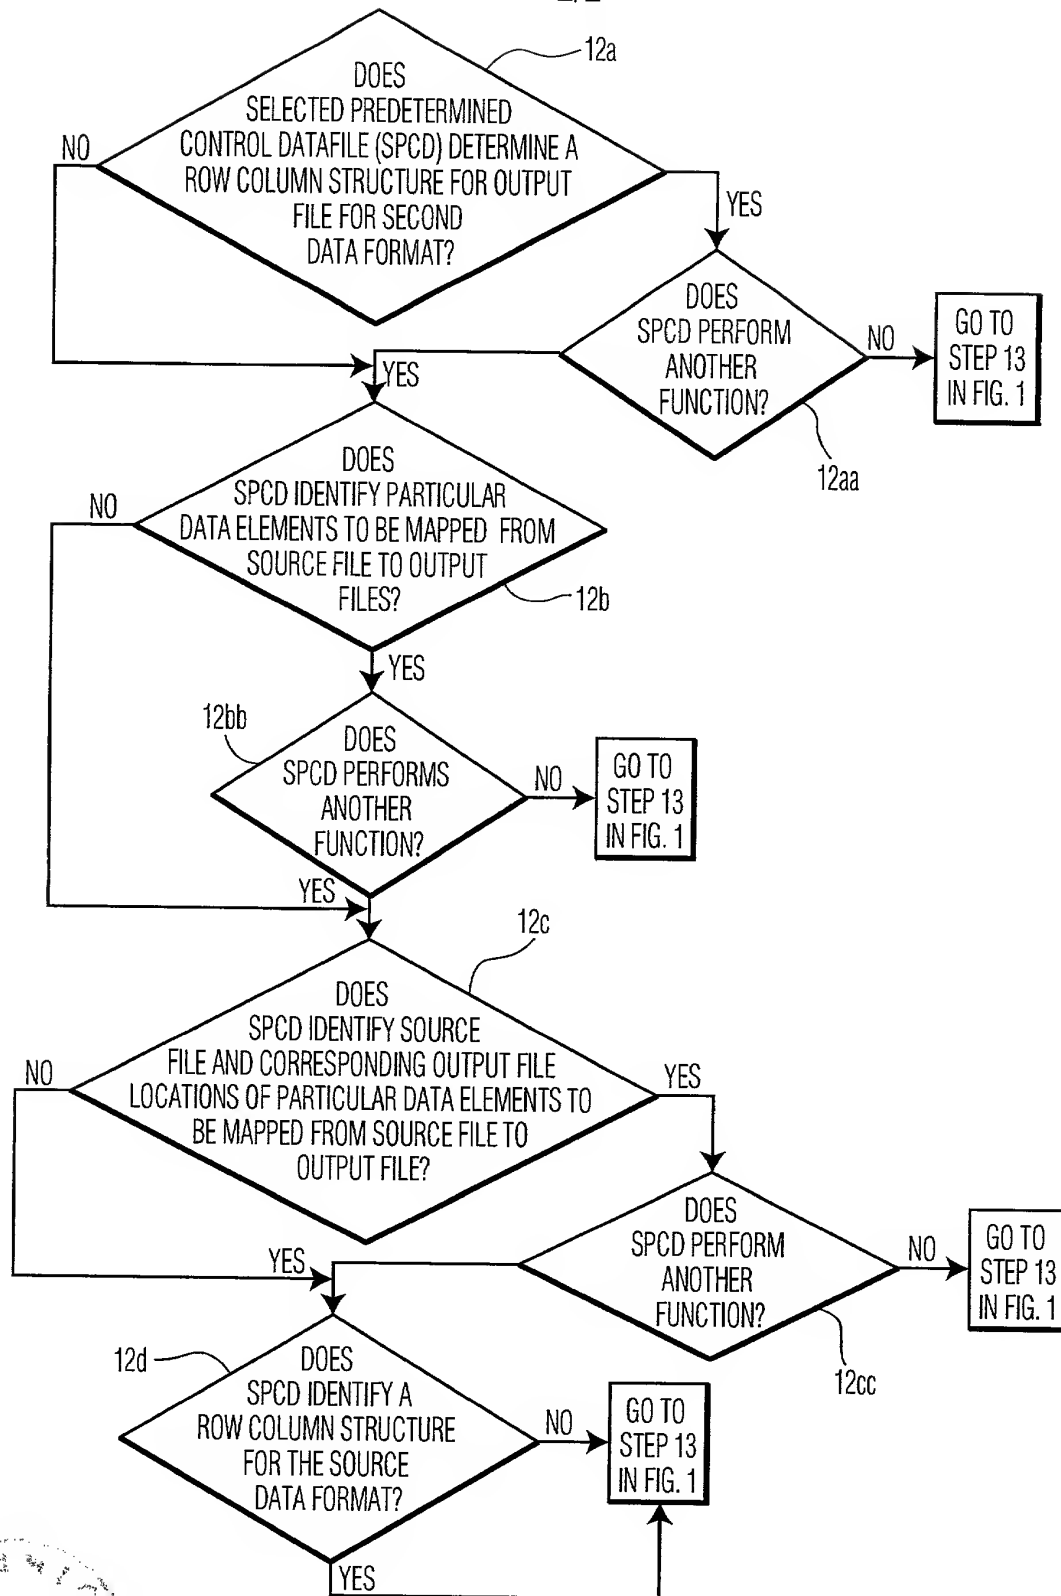 12a
DOES
SELECTED PREDETERMINED
CONTROL DATAFILE (SPCD) DETERMINE A
ROW COLUMN STRUCTURE FOR OUTPUT
FILE FOR SECOND
DATA FORMAT?
NO
YES
DOES
SPCD PERFORM
ANOTHER
FUNCTION?
NO
GO TO
STEP 13
IN FIG. 1
12aa
YES
DOES
SPCD IDENTIFY PARTICULAR
DATA ELEMENTS TO BE MAPPED FROM
SOURCE FILE TO OUTPUT
FILES?
NO
12b
YES
12bb
DOES
SPCD PERFORMS
ANOTHER
FUNCTION?
NO
GO TO
STEP 13
IN FIG. 1
YES
12c
DOES
SPCD IDENTIFY SOURCE
FILE AND CORRESPONDING OUTPUT FILE
LOCATIONS OF PARTICULAR DATA ELEMENTS TO
BE MAPPED FROM SOURCE FILE TO
OUTPUT FILE?
NO
YES
DOES
SPCD PERFORM
ANOTHER
FUNCTION?
NO
GO TO
STEP 13
IN FIG. 1
12cc
YES
12d
DOES
SPCD IDENTIFY A
ROW COLUMN STRUCTURE
FOR THE SOURCE
DATA FORMAT?
NO
GO TO
STEP 13
IN FIG. 1
YES